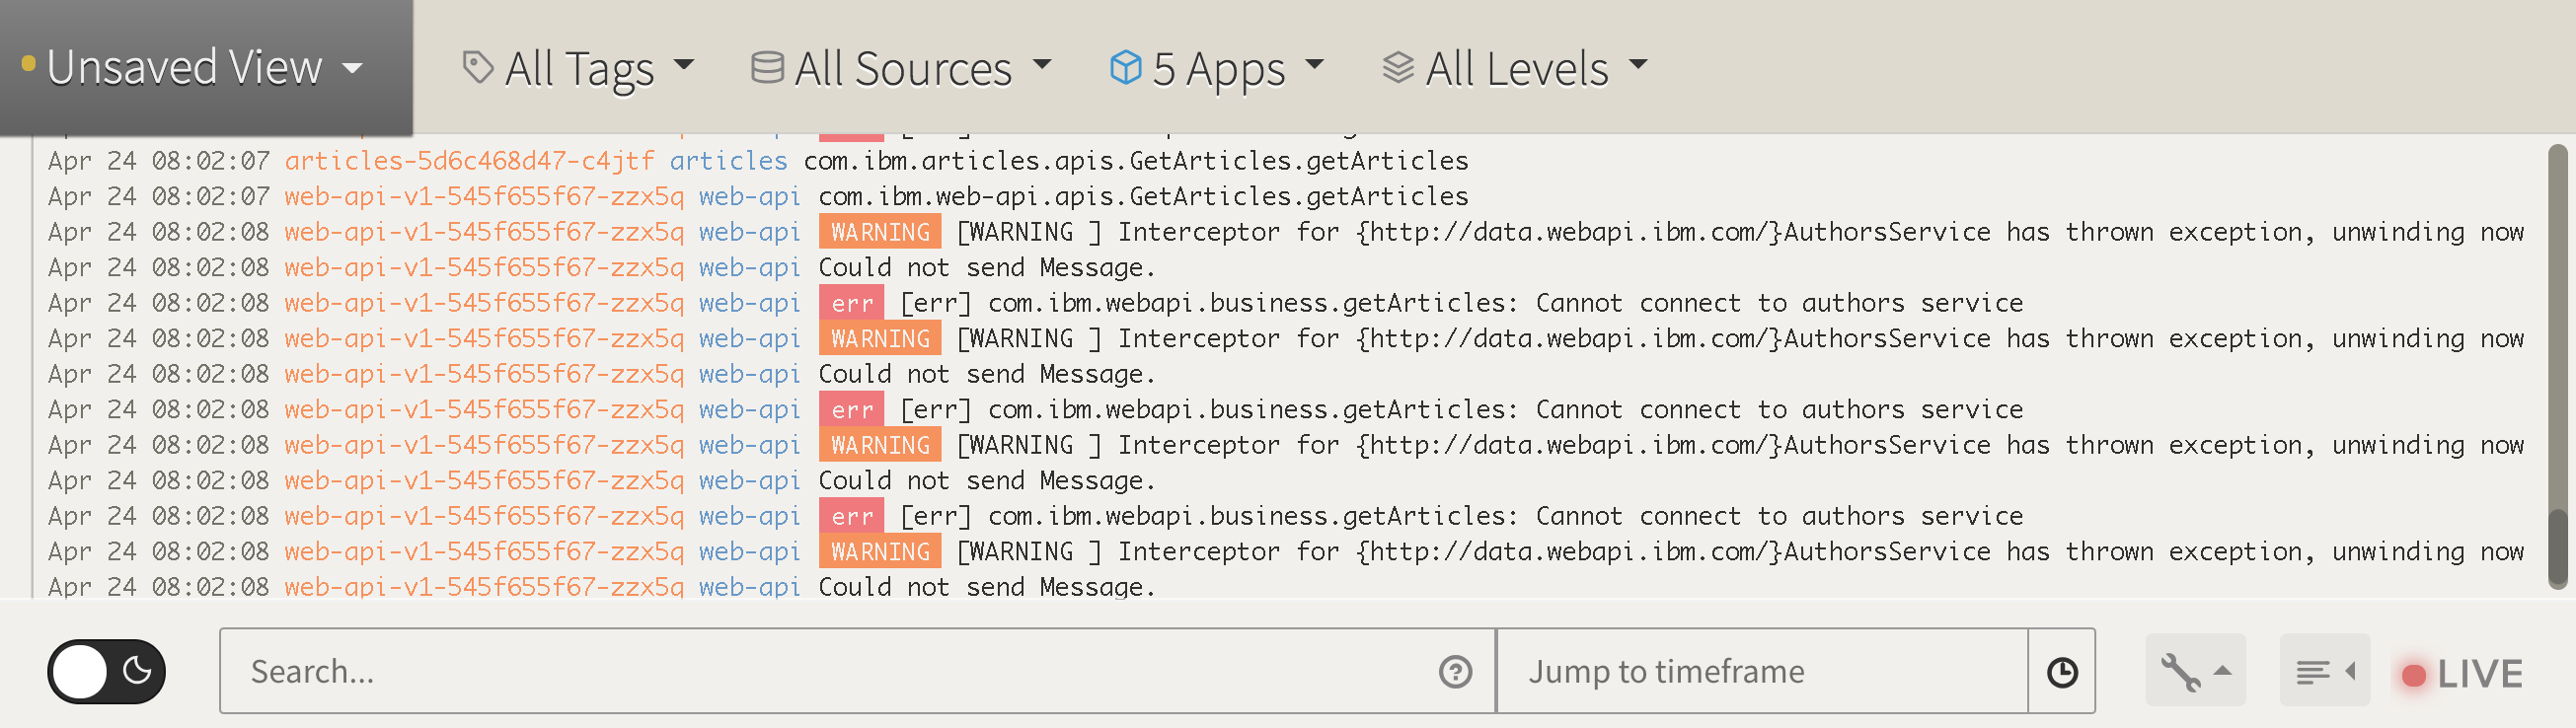 Unsaved View All Tags All Sources 5 Apps All Levels
Apr 24 08:02:07 articles-5d6c468d47-c4jtf articles com.ibm.articles.apis.GetArticles.getArticles
Apr 24 08:02:07 web-api-v1-545f655f67-zzx5q web-api com.ibm.web-api.apis.GetArticles.getArticles
Apr 24 08:02:08 web-api-v1-545f655f67-zzx5q web-api WARNING [WARNING ] Interceptor for {http://data.webapi.ibm.com/}AuthorsService has thrown exception, unwinding now
Apr 24 08:02:08 web-api-v1-545f655f67-zzx5q web-api Could not send Message.
Apr 24 08:02:08 web-api-v1-545f655f67-zzx5q web-api err [err] com.ibm.webapi.business.getArticles: Cannot connect to authors service
Apr 24 08:02:08 web-api-v1-545f655f67-zzx5q web-api WARNING [WARNING ] Interceptor for {http://data.webapi.ibm.com/}AuthorsService has thrown exception, unwinding now
Apr 24 08:02:08 web-api-v1-545f655f67-zzx5q web-api Could not send Message.
Apr 24 08:02:08 web-api-v1-545f655f67-zzx5q web-api err [err] com.ibm.webapi.business.getArticles: Cannot connect to authors service
Apr 24 08:02:08 web-api-v1-545f655f67-zzx5q web-api WARNING [WARNING ] Interceptor for {http://data.webapi.ibm.com/}AuthorsService has thrown exception, unwinding now
Apr 24 08:02:08 web-api-v1-545f655f67-zzx5q web-api Could not send Message.
Apr 24 08:02:08 web-api-v1-545f655f67-zzx5q web-api err [err] com.ibm.webapi.business.getArticles: Cannot connect to authors service
Apr 24 08:02:08 web-api-v1-545f655f67-zzx5q web-api WARNING [WARNING ] Interceptor for {http://data.webapi.ibm.com/}AuthorsService has thrown exception, unwinding now
Apr 24 08:02:08 web-api-v1-545f655f67-zzx5q web-api Could not send Message.
Search... Jump to timeframe LIVE